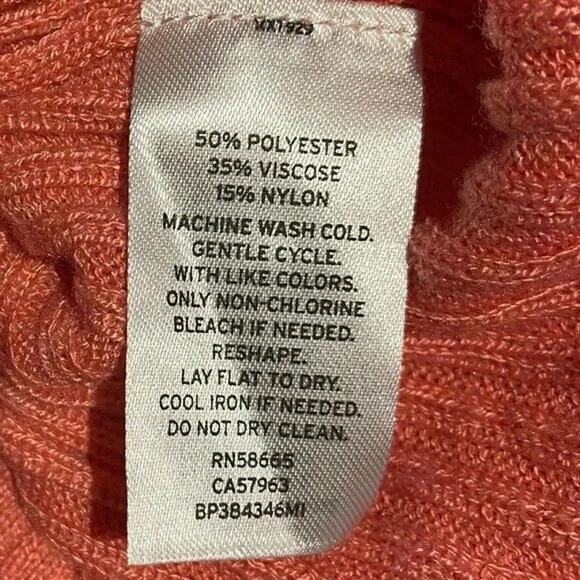 50% POLYESTER
35% VISCOSE
15% NYLON
MACHINE WASH COLD.
GENTLE CYCLE.
WITH LIKE COLORS.
ONLY NON-CHLORINE
BLEACH IF NEEDED.
RESHAPE.
LAY FLAT TO DRY.
COOL IRON IF NEEDED.
DO NOT DRY CLEAN.
RN58665
CA57963
BP384346MI